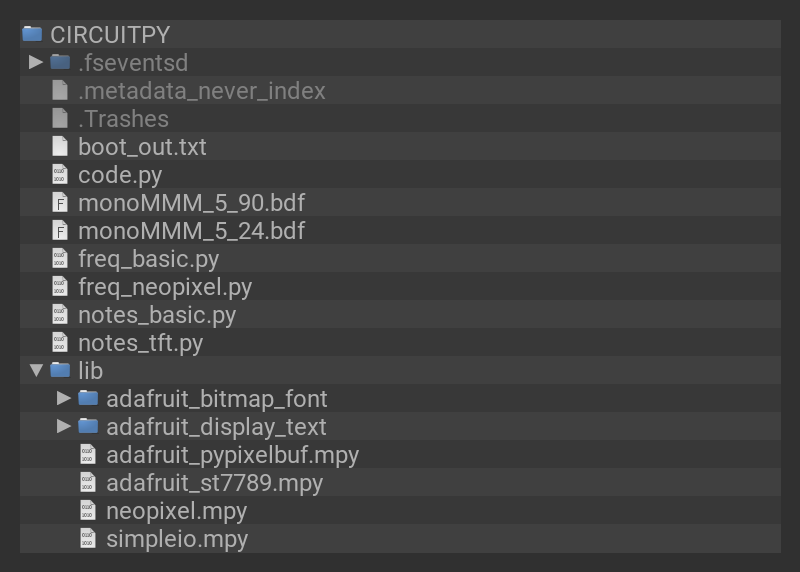 CIRCUITPY
.fseventsd
.metadata_never_index
.Trashes
boot_out.txt
code.py
monoMMM_5_90.bdf
monoMMM_5_24.bdf
freq_basic.py
freq_neopixel.py
notes_basic.py
notes_tft.py
lib
adafruit_bitmap_font
adafruit_display_text
adafruit_pypixelbuf.mpy
adafruit_st7789.mpy
neopixel.mpy
simpleio.mpy